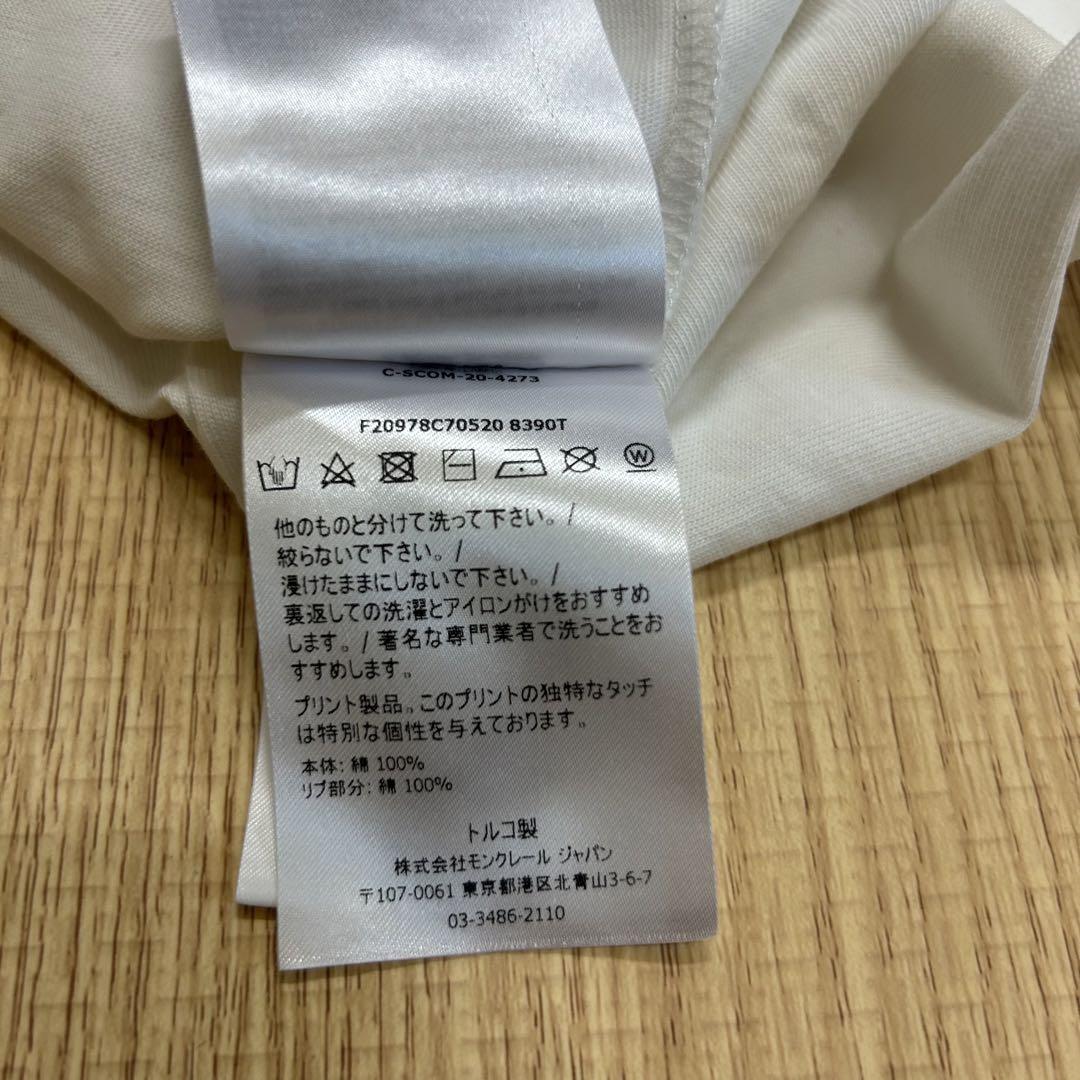 C-SCOM-20-4273
F20978C70520 8390T
W
他のものと分けて洗って下さい。/
絞らないで下さい。/
浸けたままにしないで下さい。/
裏返しての洗濯とアイロンがけをおすすめ
します。/ 著名な専門業者で洗うことをお
すすめします。
プリント製品。このプリントの独特なタッチ
は特別な個性を与えております。
本体: 綿 100%
リブ部分: 綿 100%
トルコ製
株式会社モンクレール ジャパン
〒107-0061 東京都港区北青山3-6-7
03-3486-2110